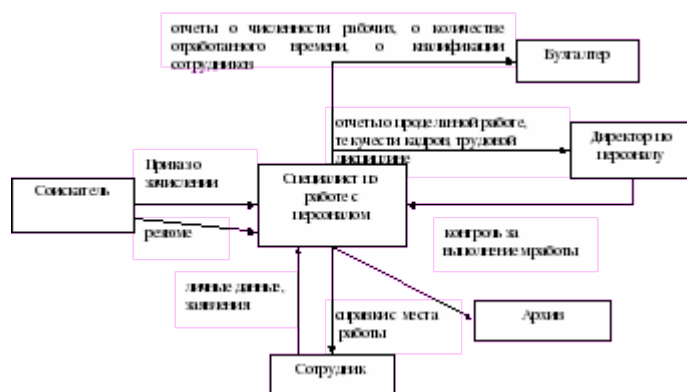 отчеты о численности рабочих, о количестве
отработанного времени, о квалификации
сотрудников
Бухгалтер
отчеты о проделанной работе,
текучести кадров, трудовой
дисциплине
Директор по
персоналу
Приказ о
зачислении
Соискатель
Специалист по
работе с
персоналом
резюме
контроль за
выполнением работы
личные данные,
заявления
справки с места
работы
Архив
Сотрудник